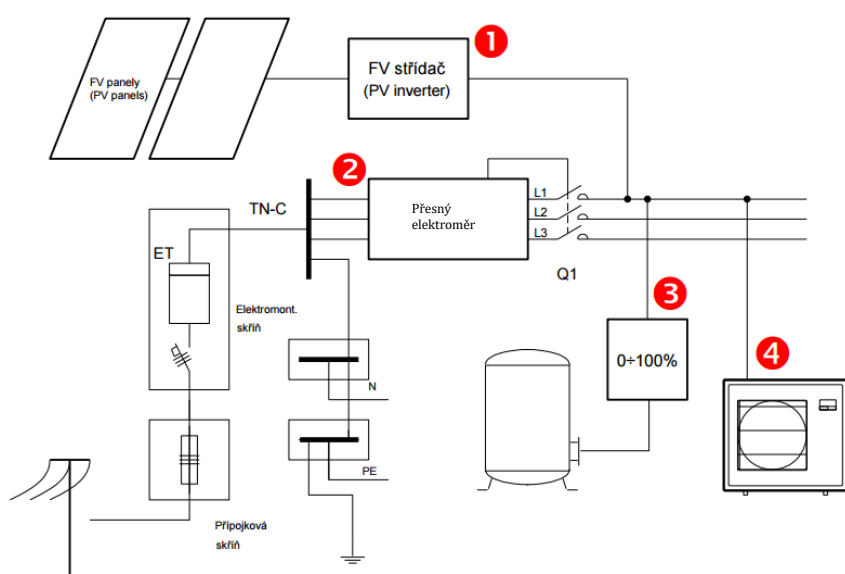 1
FV střídač
(PV inverter)
FV panely
(PV panels)
2
Přesný
elektroměr
L1
L2
L3
TN-C
ET
Q1
Elektromont.
skříň
3
0÷100%
4
N
PE
Přípojková
skříň